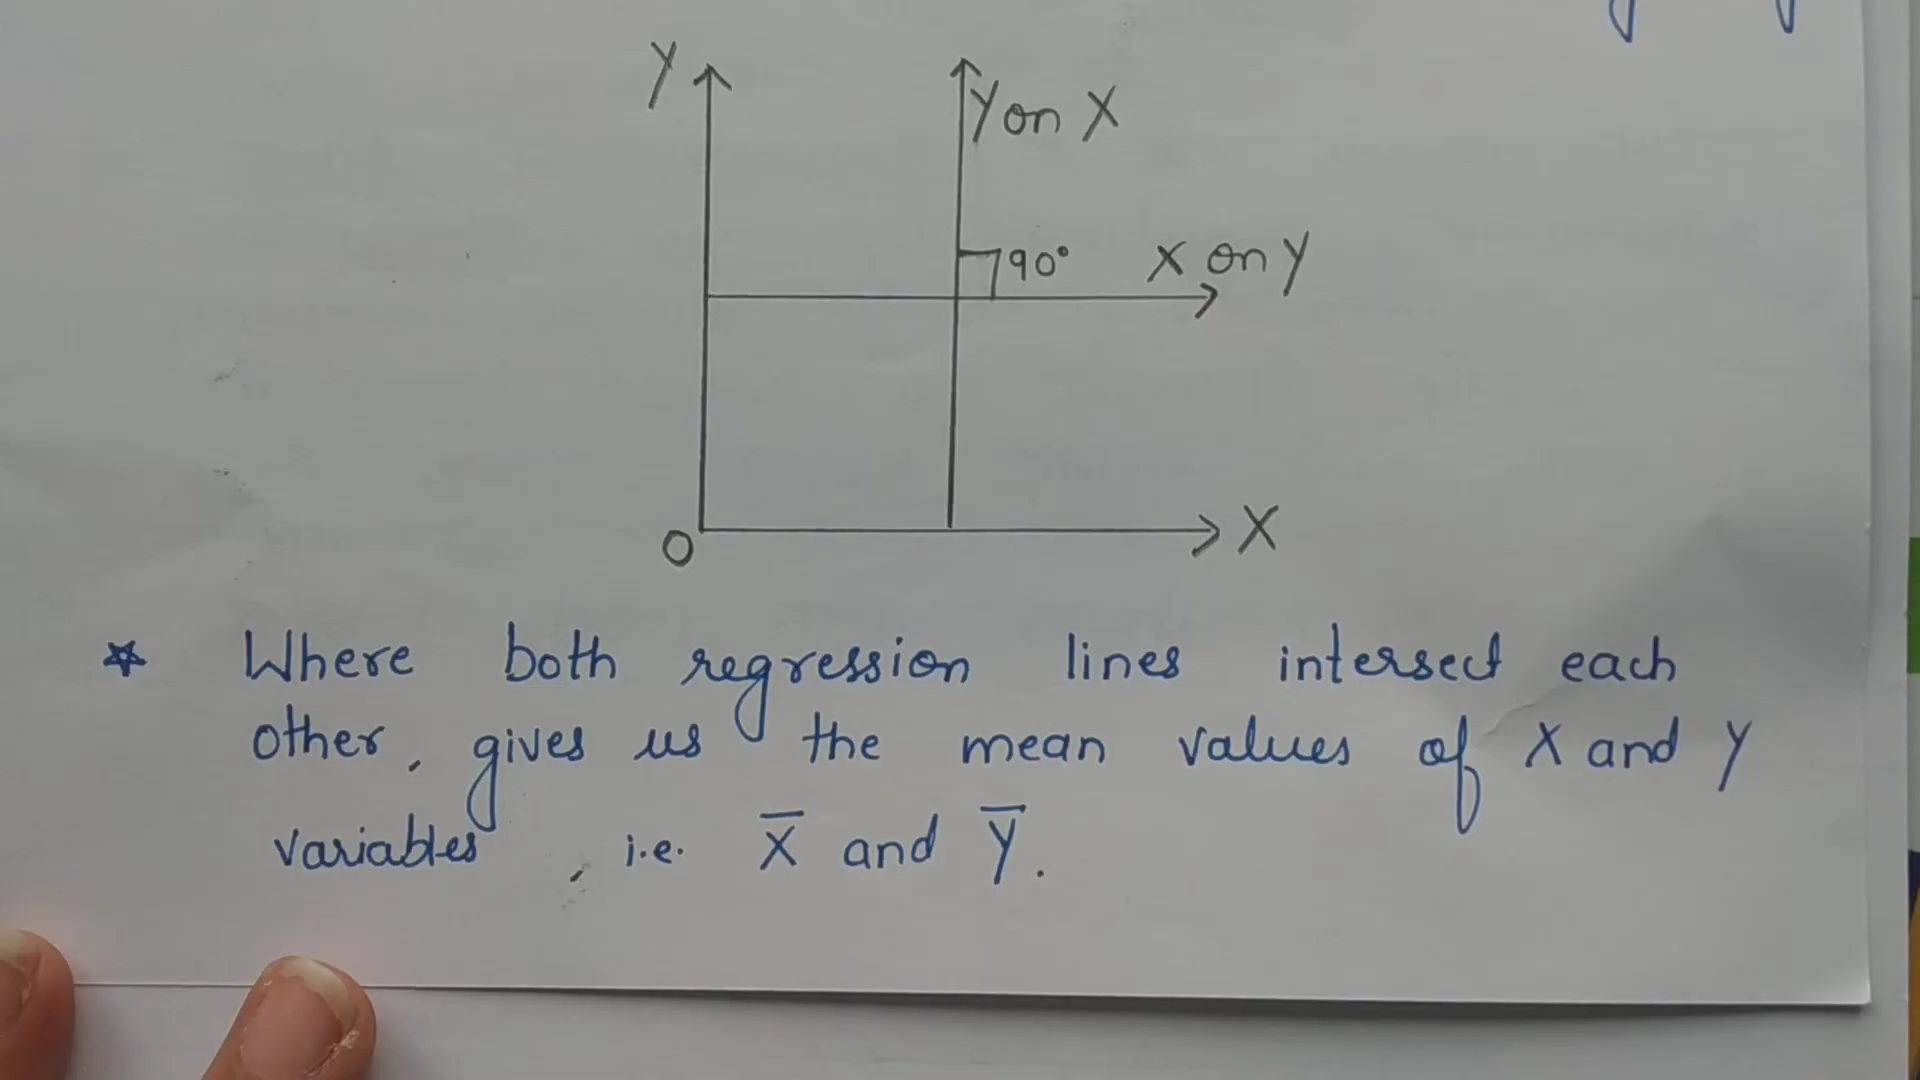 Y
Y on X
90°
X on Y
O
X
☆ Where both regression lines intersect each
other, gives us the mean values of X and Y
variables, i.e. X̅ and Y̅.